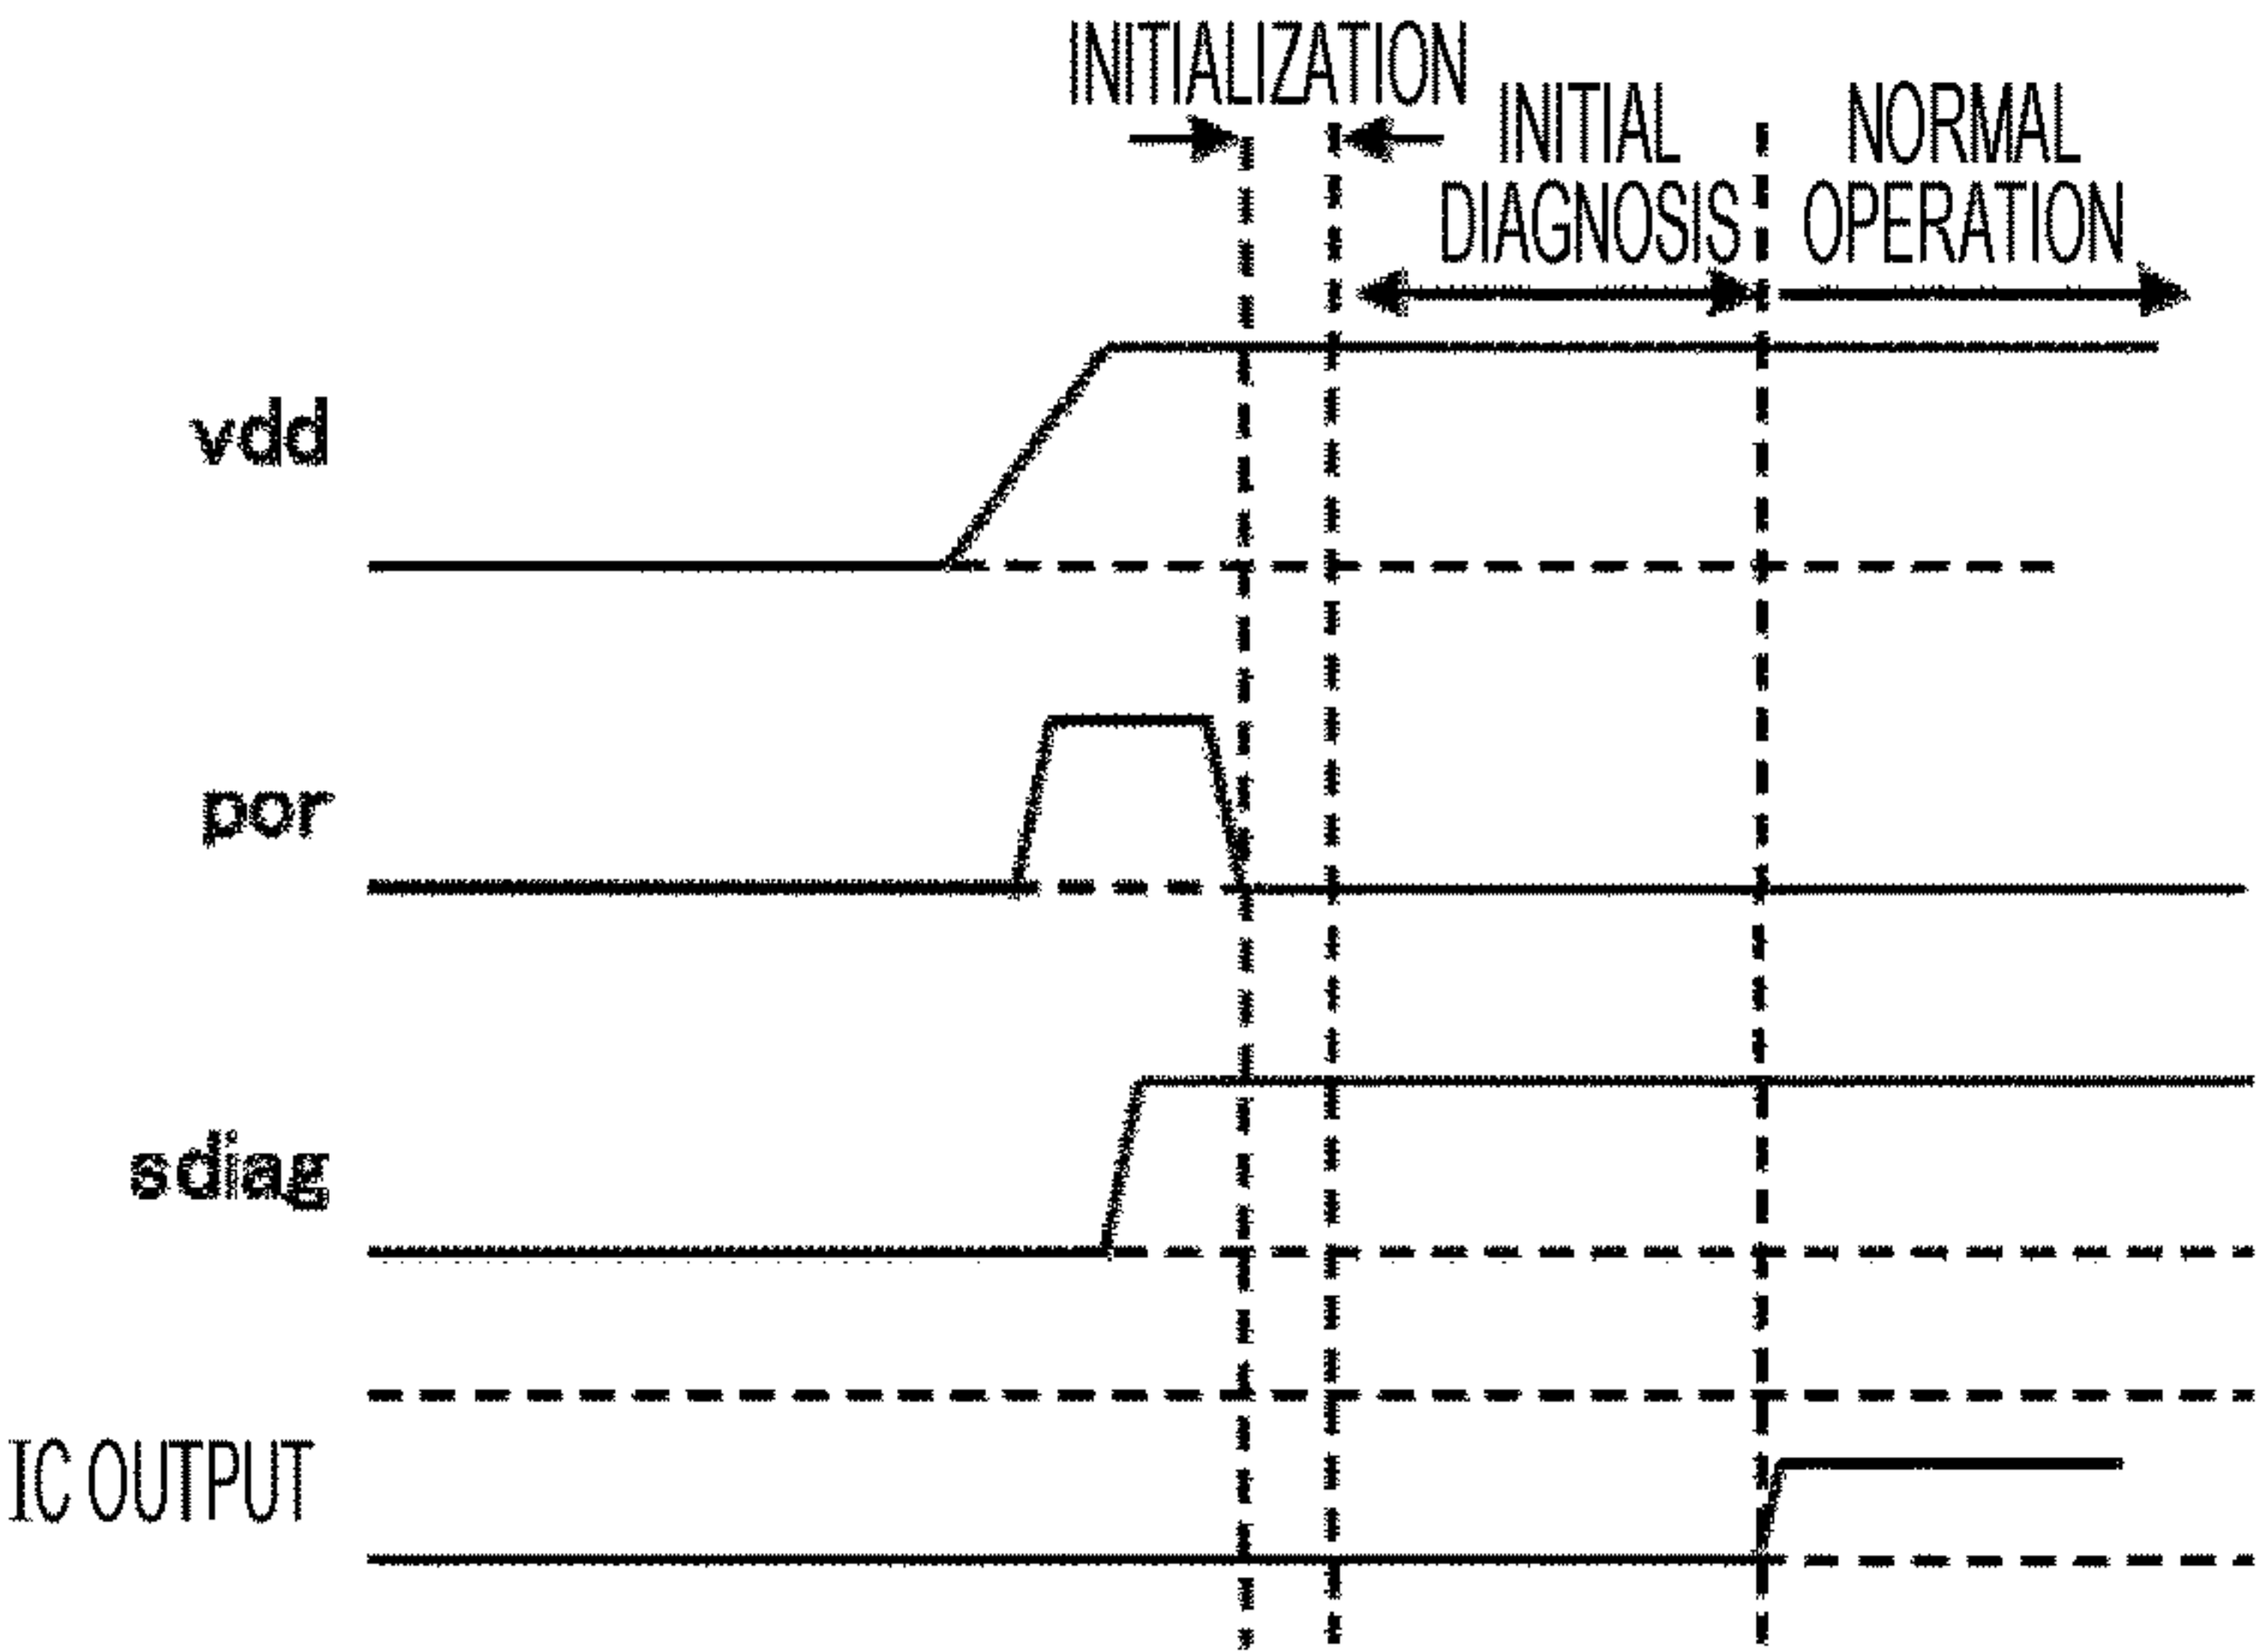 INITIALIZATION
INITIAL
DIAGNOSIS
NORMAL
OPERATION
vdd
por
sdiag
IC OUTPUT